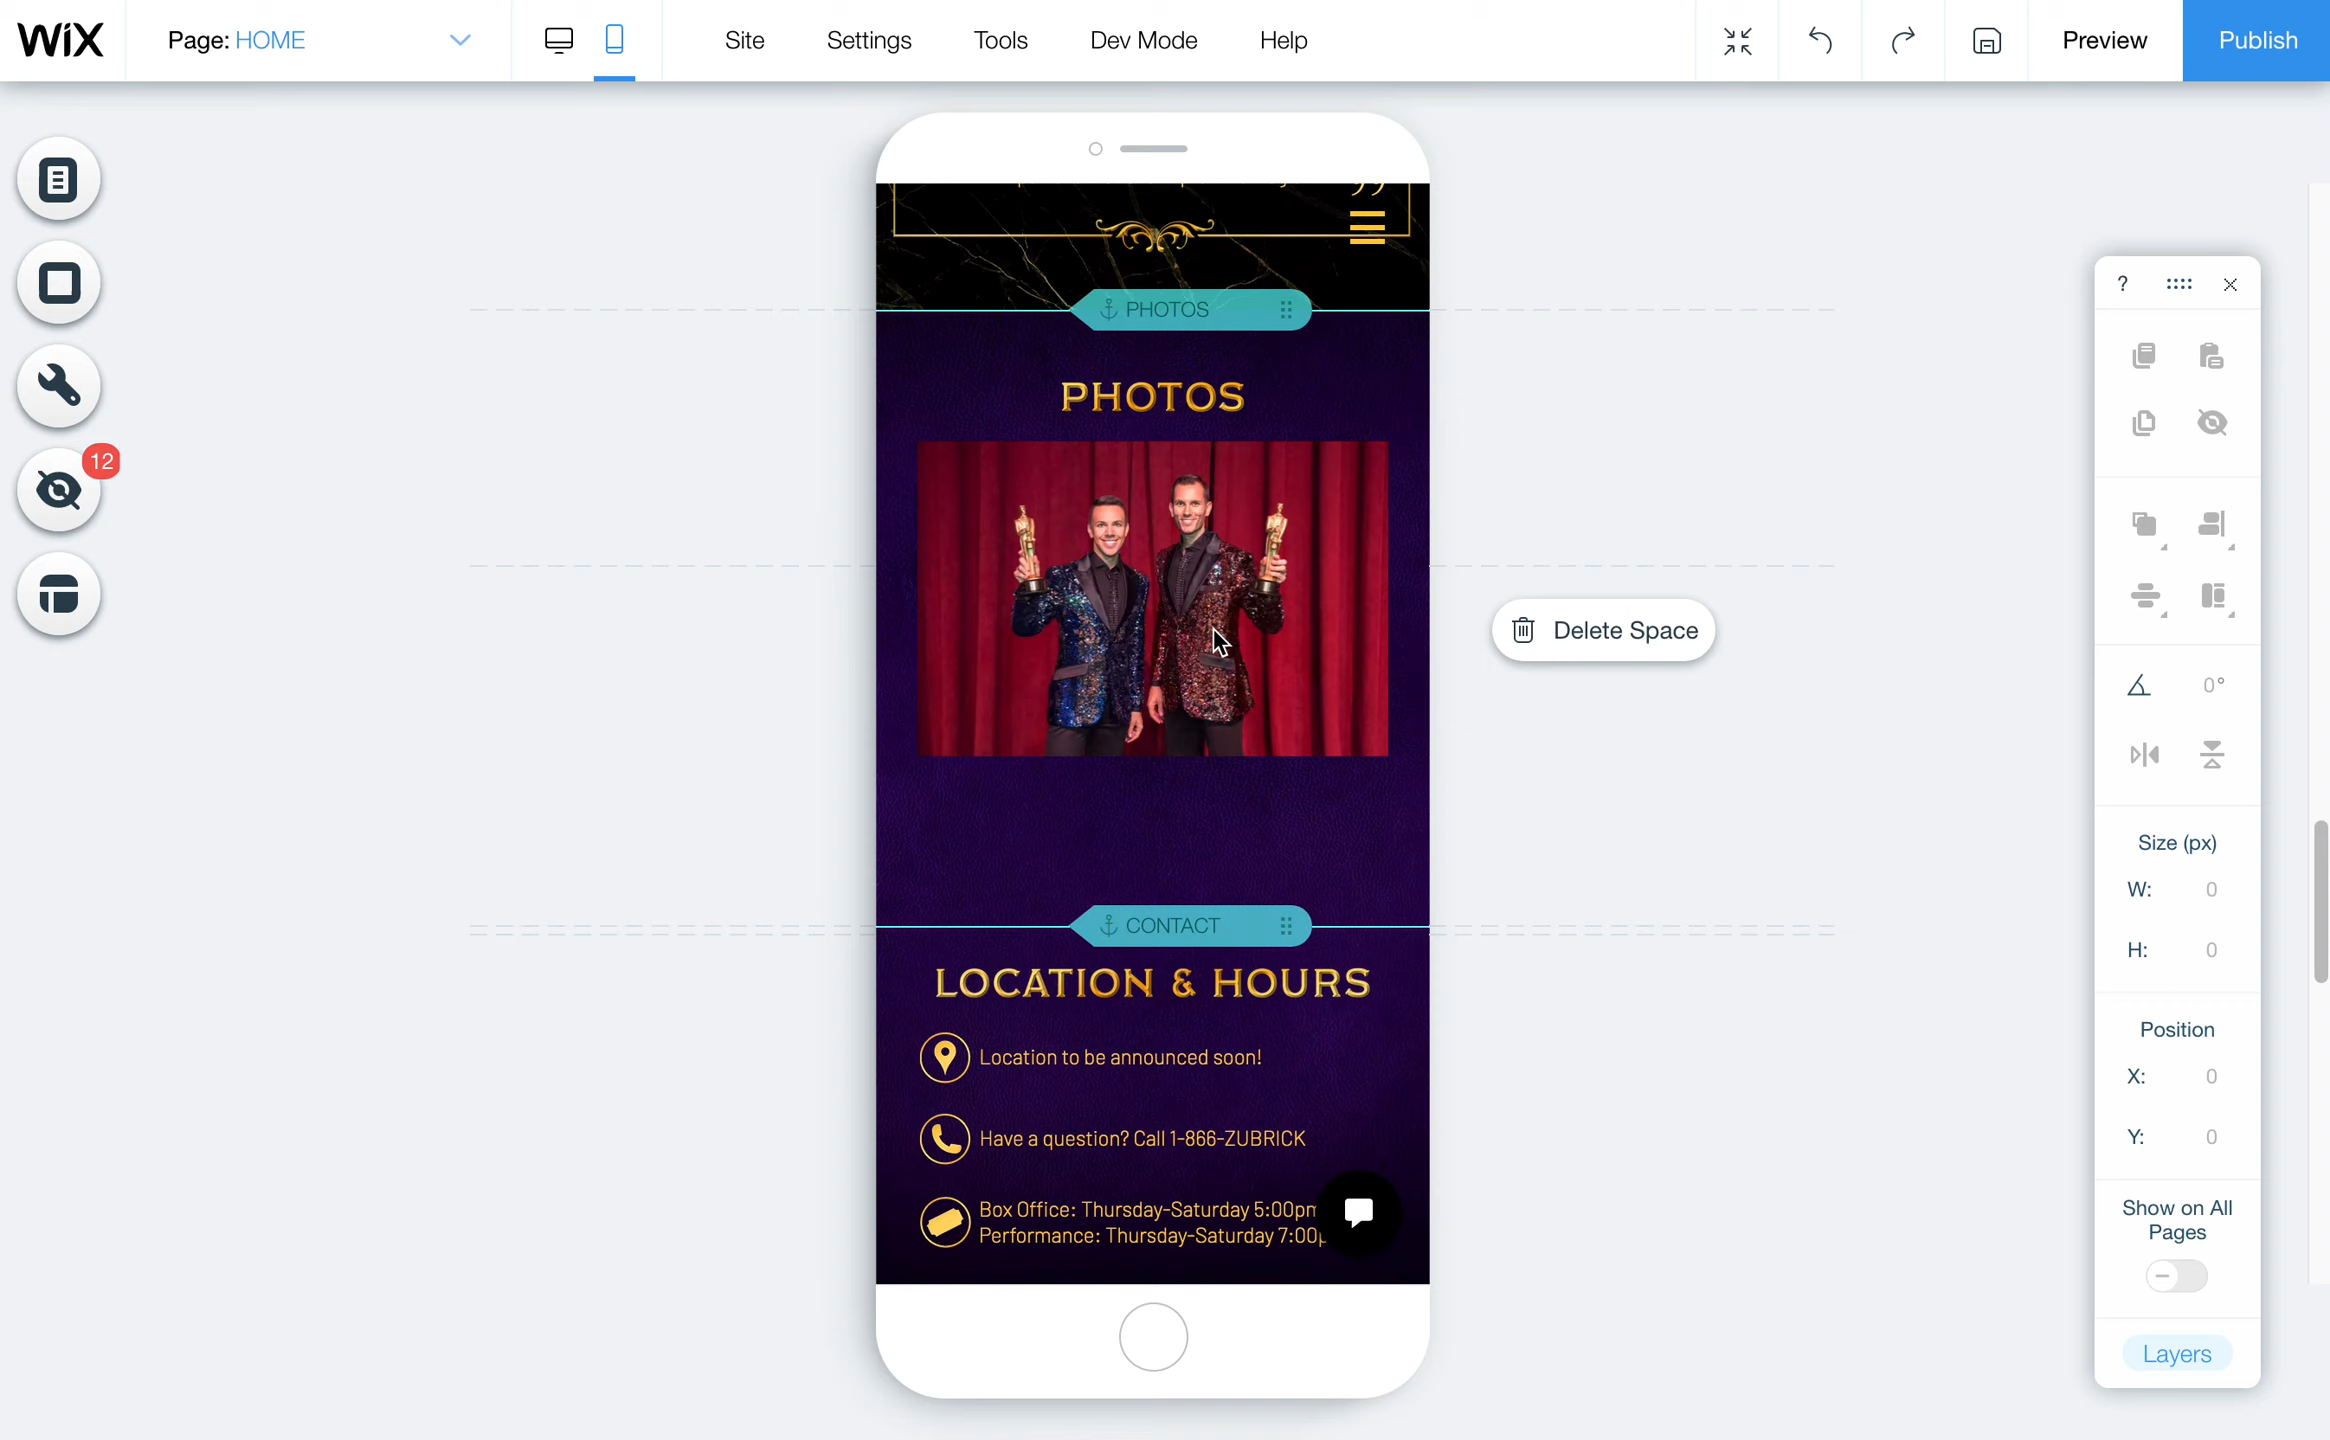 WiX
Page: HOME
Site
Settings
Tools
Dev Mode
Help
Preview
Publish
12
?
PHOTOS
PHOTOS
Delete Space
0°
Size (px)
W: 0
H: 0
CONTACT
LOCATION & HOURS
Position
Location to be announced soon!
X: 0
Have a question? Call 1-866-ZUBRICK
Y: 0
Box Office: Thursday-Saturday 5:00pm
Performance: Thursday-Saturday 7:00p
Show on All
Pages
Layers